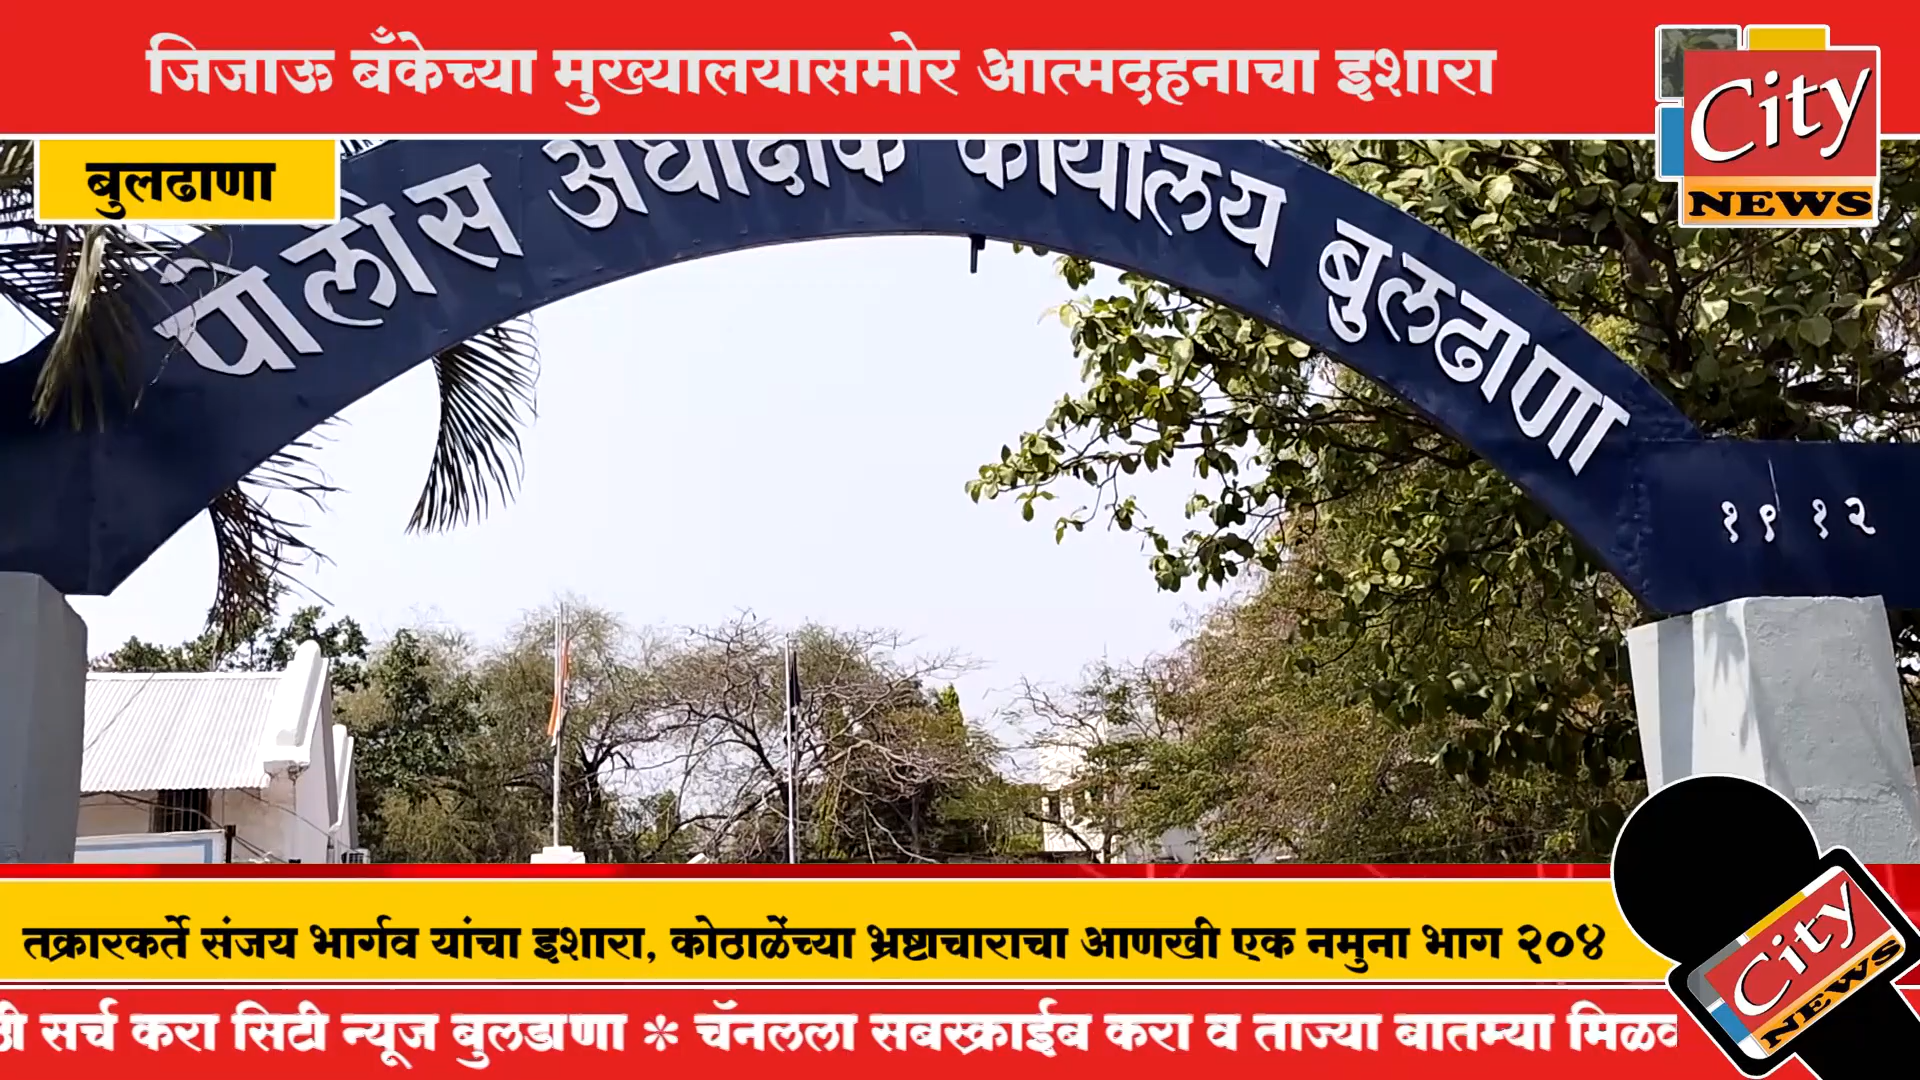 जिजाऊ बँकेच्या मुख्यालयासमोर आत्मदहनाचा इशारा
City
NEWS
बुलढाणा
पोलीस अधीक्षक कार्यालय बुलढाणा
१९१२
तक्रारकर्ते संजय भार्गव यांचा इशारा, कोठाळेंच्या भ्रष्टाचाराचा आणखी एक नमुना भाग २०४
City
NEWS
सर्च करा सिटी न्यूज बुलडाणा * चॅनलला सबस्क्राईब करा व ताज्या बातम्या